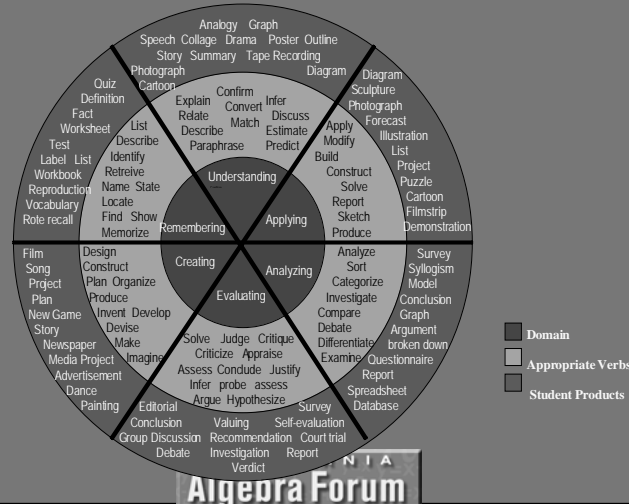 Analogy Graph
Speech Collage Drama Poster Outline
Story Summary Tape Recording
Photograph
Cartoon
Diagram
Explain Confirm Infer
Relate Convert Discuss
Describe Match Estimate
Paraphrase Predict
Understanding
Diagram
Sculpture
Photograph
Forecast
Illustration
List
Project
Puzzle
Cartoon
Filmstrip
Demonstration
Apply
Modify
Build
Construct
Solve
Report
Sketch
Produce
Applying
Analyze
Sort
Categorize
Investigate
Compare
Debate
Differentiate
Examine
Analyzing
Survey
Syllogism
Model
Conclusion
Graph
Argument
broken down
Questionnaire
Report
Spreadsheet
Database
Evaluating
Solve Judge Critique
Criticize Appraise
Assess Conclude Justify
Infer probe assess
Argue Hypothesize
Editorial Survey
Conclusion Valuing Self-evaluation
Group Discussion Recommendation Court trial
Debate Investigation Report
Verdict
Creating
Design
Construct
Plan Organize
Produce
Invent Develop
Devise
Make
Imagine
Film
Song
Project
Plan
New Game
Story
Newspaper
Media Project
Advertisement
Dance
Painting
Remembering
List
Describe
Identify
Retreive
Name State
Locate
Find Show
Memorize
Quiz
Definition
Fact
Worksheet
Test
Label List
Workbook
Reproduction
Vocabulary
Rote recall
Domain
Appropriate Verbs
Student Products
N I A
Algebra Forum